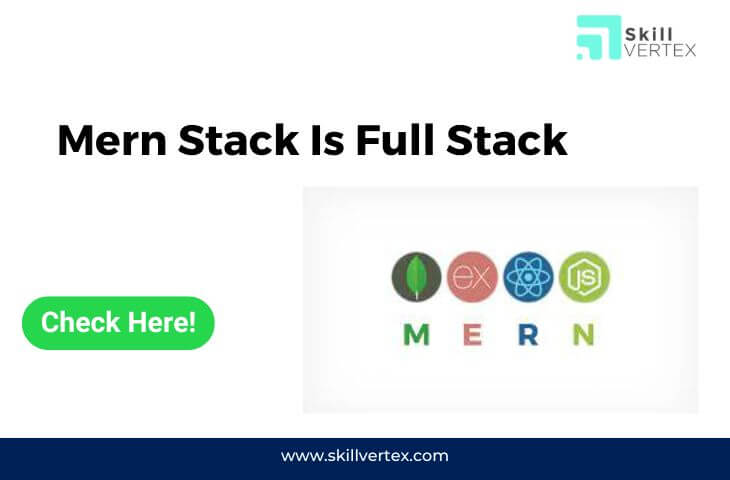 Skill
VERTEX
Mern Stack Is Full Stack
ex
JS
M E R N
Check Here!
www.skillvertex.com